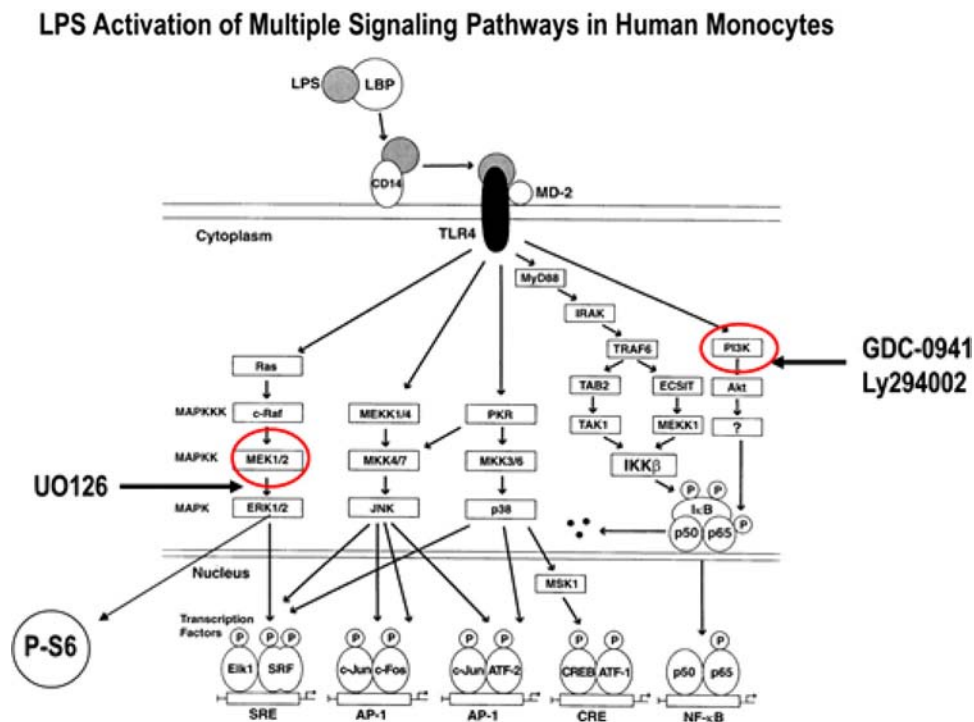 LPS Activation of Multiple Signaling Pathways in Human Monocytes
LPS
LBP
CD14
MD-2
TLR4
Cytoplasm
MyD88
IRAK
TRAF6
PI3K
GDC-0941
Ly294002
Ras
TAB2
ECSIT
Akt
MAPKKK
c-Raf
MEKK1/4
PKR
TAK1
MEKK1
?
MAPKK
MEK1/2
MKK4/7
MKK3/6
IKKβ
UO126
MAPK
ERK1/2
JNK
p38
P
P
IκB
p50
p65
P
Nucleus
MSK1
Transcription
Factors
P-S6
P
P
P
P
P
P
P
P
P
P
Elk1
SRF
c-Jun
c-Fos
c-Jun
ATF-2
CREB
ATF-1
p50
p65
SRE
AP-1
AP-1
CRE
NF-κB